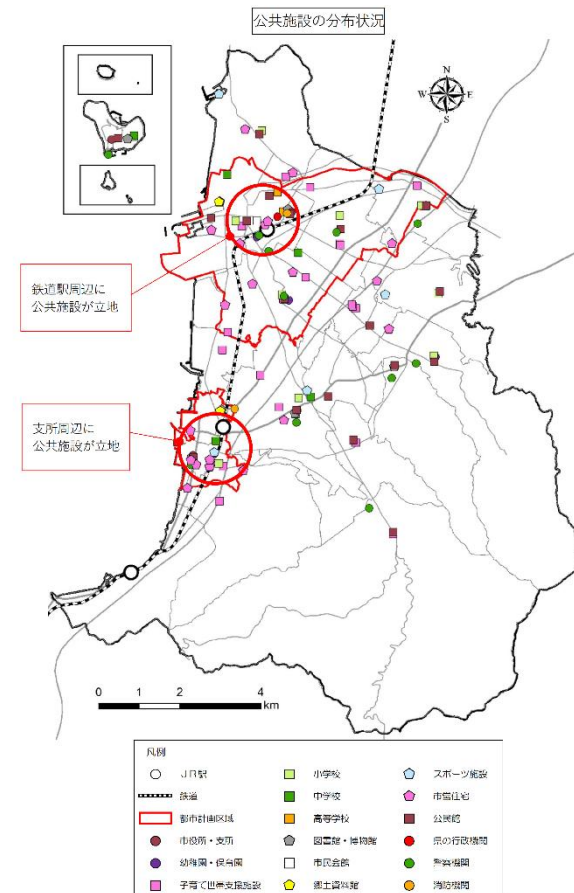 公共施設の分布状況
N
W
E
S
鉄道駅周辺に
公共施設が立地
支所周辺に
公共施設が立地
0 1 2 4
km
凡例
JR駅
小学校
スポーツ施設
鉄道
中学校
市営住宅
都市計画区域
高等学校
公民館
市役所・支所
図書館・博物館
県の行政機関
幼稚園・保育園
市民会館
警察機関
子育て世帯支援施設
郷土資料館
消防機関